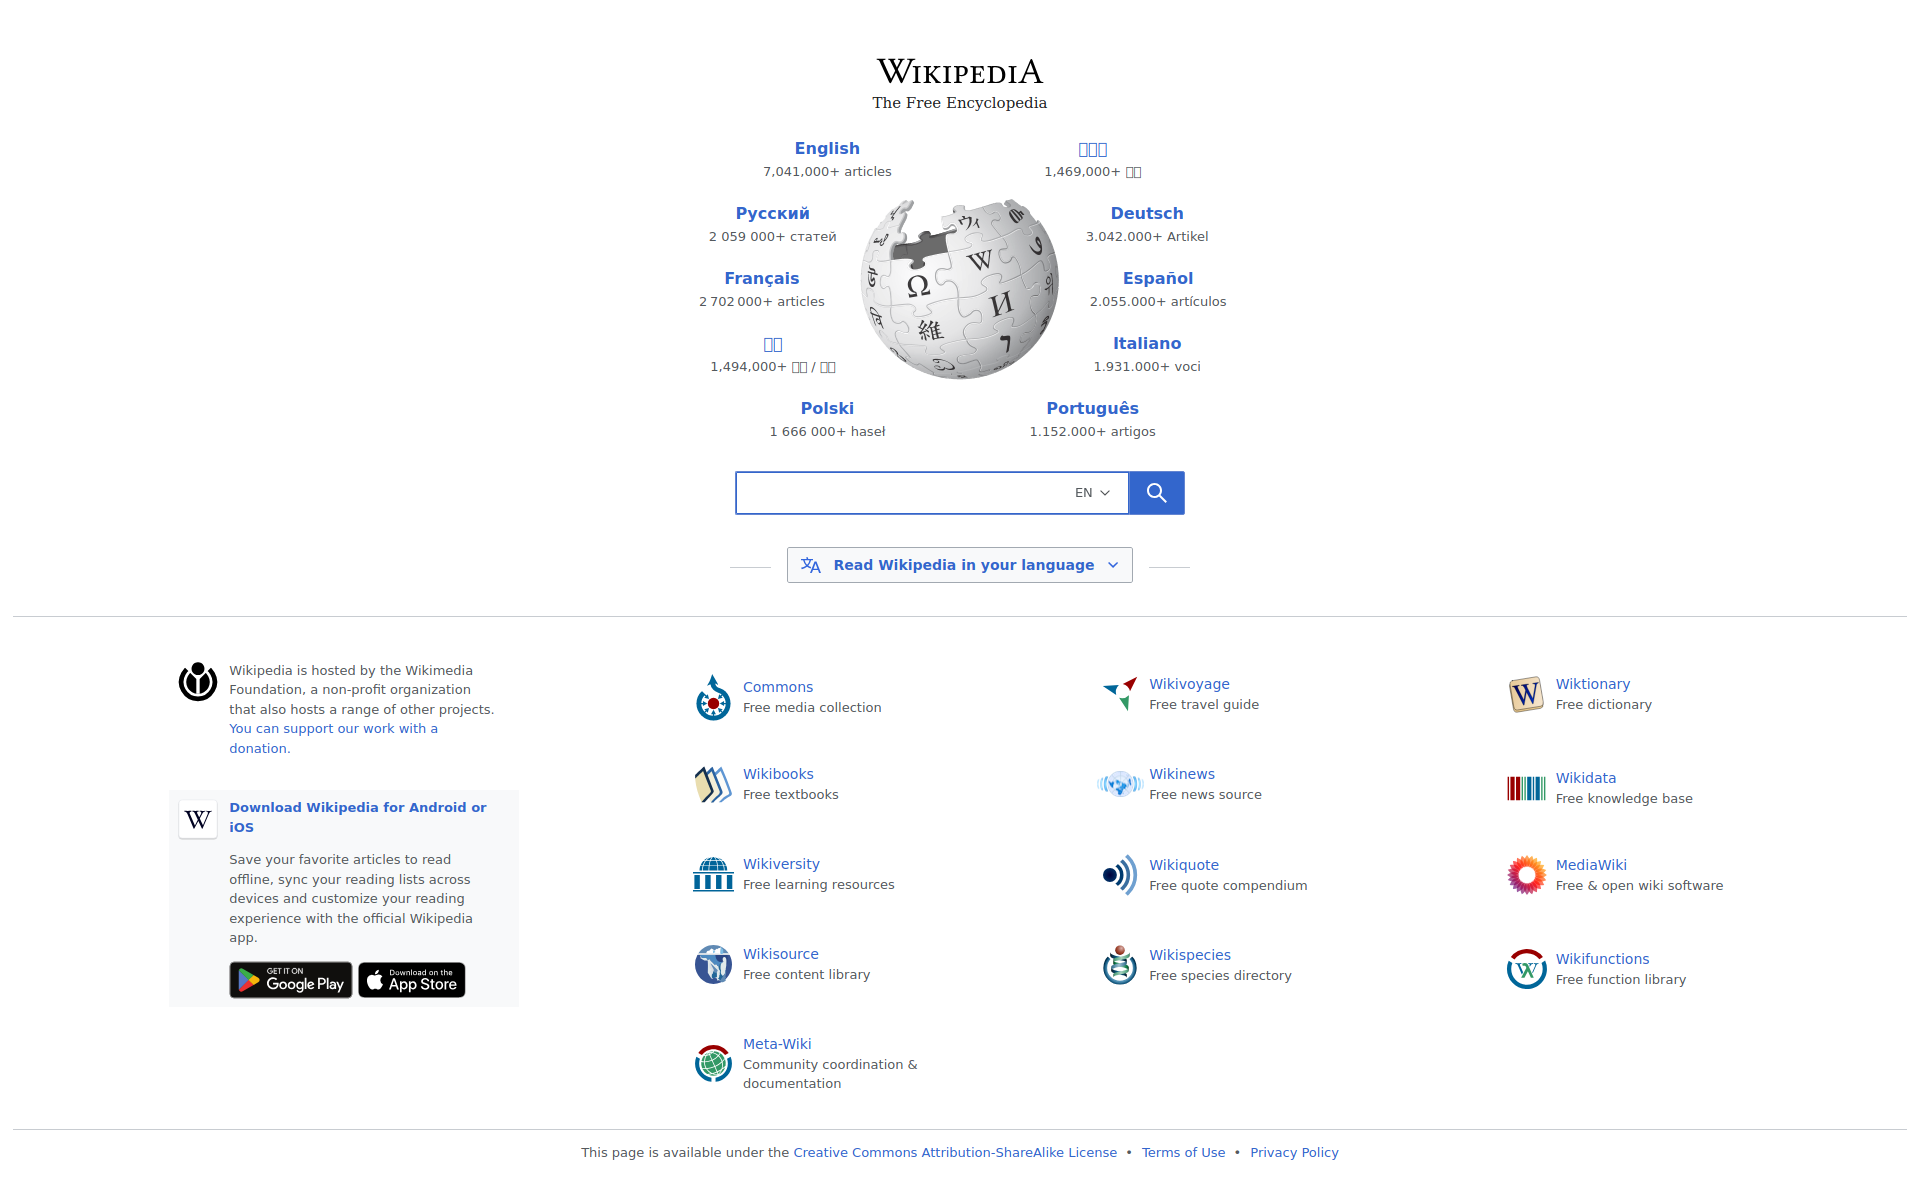 WIKIPEDIA
The Free Encyclopedia
English
7,041,000+ articles
1,469,000+
Русский
2 059 000+ статей
Deutsch
3.042.000+ Artikel
Français
2 702 000+ articles
Español
2.055.000+ artículos
1,494,000+ /
Italiano
1.931.000+ voci
Polski
1 666 000+ haseł
Português
1.152.000+ artigos
Ω
W
И
維
ウィ
EN
Read Wikipedia in your language
Wikipedia is hosted by the Wikimedia
Foundation, a non-profit organization
that also hosts a range of other projects.
You can support our work with a
donation.
W
Download Wikipedia for Android or
iOS
Save your favorite articles to read
offline, sync your reading lists across
devices and customize your reading
experience with the official Wikipedia
app.
GET IT ON
Google Play
Download on the
App Store
Commons
Free media collection
Wikivoyage
Free travel guide
W
Wiktionary
Free dictionary
Wikibooks
Free textbooks
Wikinews
Free news source
Wikidata
Free knowledge base
Wikiversity
Free learning resources
Wikiquote
Free quote compendium
MediaWiki
Free & open wiki software
Wikisource
Free content library
Wikispecies
Free species directory
Wikifunctions
Free function library
Meta-Wiki
Community coordination &
documentation
This page is available under the Creative Commons Attribution-ShareAlike License • Terms of Use • Privacy Policy